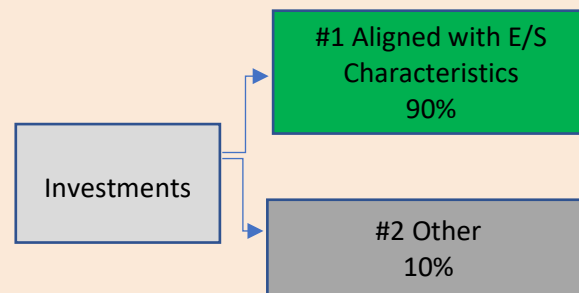 #1 Aligned with E/S
Characteristics
90%
Investments
#2 Other
10%